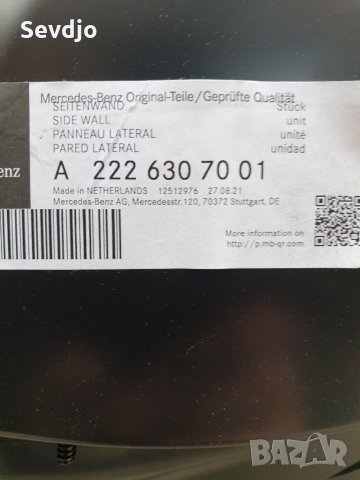 Sevdjo
Mercedes-Benz Original-Teile/Geprüfte Qualität
SEITENWAND Stück
SIDE WALL unit
PANNEAU LATERAL unité
PARED LATERAL unidad
enz
A 222 630 70 01
Made in NETHERLANDS 12512976 27.08.21
Mercedes-Benz AG, Mercedesstr.120, 70372 Stuttgart, DE
More information on
http://p.mb-qr.com
BAZAR